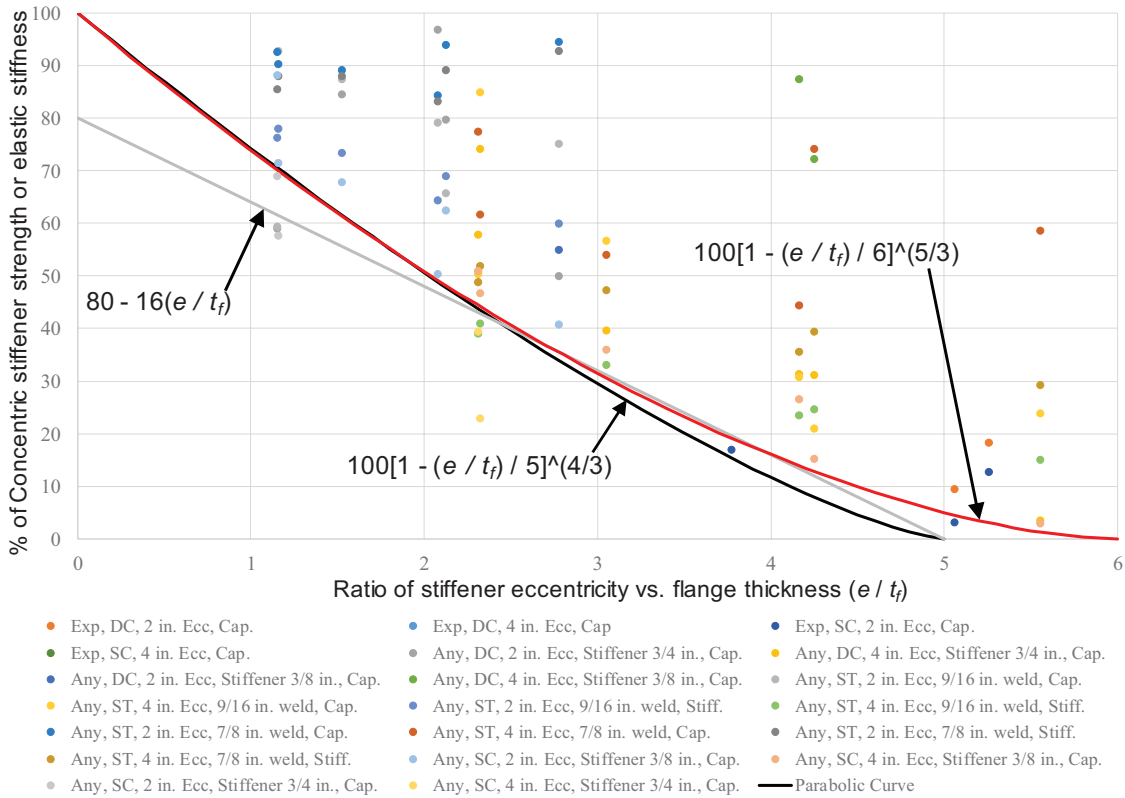 % of Concentric stiffener strength or elastic stiffness
100
90
80
70
60
50
40
30
20
10
0
80 - 16(e / tf)
100[1 - (e / tf) / 6]^(5/3)
100[1 - (e / tf) / 5]^(4/3)
0 1 2 3 4 5 6
Ratio of stiffener eccentricity vs. flange thickness (e / tf)
Exp, DC, 2 in. Ecc, Cap. Exp, DC, 4 in. Ecc, Cap Exp, SC, 2 in. Ecc, Cap.
Exp, SC, 4 in. Ecc, Cap. Any, DC, 2 in. Ecc, Stiffener 3/4 in., Cap. Any, DC, 4 in. Ecc, Stiffener 3/4 in., Cap.
Any, DC, 2 in. Ecc, Stiffener 3/8 in., Cap. Any, DC, 4 in. Ecc, Stiffener 3/8 in., Cap. Any, ST, 2 in. Ecc, 9/16 in. weld, Cap.
Any, ST, 4 in. Ecc, 9/16 in. weld, Cap. Any, ST, 2 in. Ecc, 9/16 in. weld, Stiff. Any, ST, 4 in. Ecc, 9/16 in. weld, Stiff.
Any, ST, 2 in. Ecc, 7/8 in. weld, Cap. Any, ST, 4 in. Ecc, 7/8 in. weld, Cap. Any, ST, 2 in. Ecc, 7/8 in. weld, Stiff.
Any, ST, 4 in. Ecc, 7/8 in. weld, Stiff. Any, SC, 2 in. Ecc, Stiffener 3/8 in., Cap. Any, SC, 4 in. Ecc, Stiffener 3/8 in., Cap.
Any, SC, 2 in. Ecc, Stiffener 3/4 in., Cap. Any, SC, 4 in. Ecc, Stiffener 3/4 in., Cap. Parabolic Curve